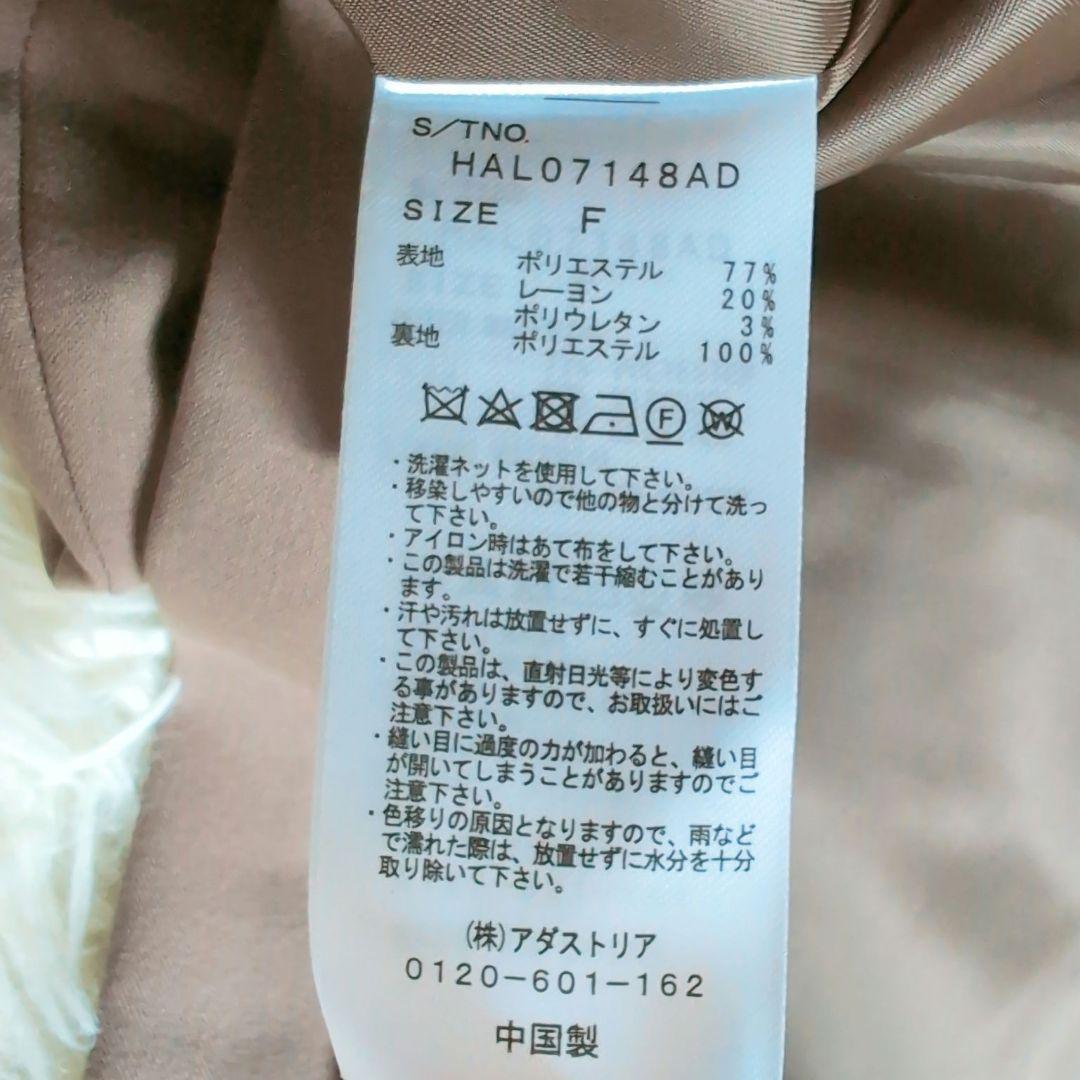 S/TNO.
HAL07148AD
SIZE F
表地 ポリエステル 77%
レーヨン 20%
ポリウレタン 3%
裏地 ポリエステル 100%
F
W
・洗濯ネットを使用して下さい。
・移染しやすいので他の物と分けて洗っ
て下さい。
・アイロン時はあて布をして下さい。
・この製品は洗濯で若干縮むことがあり
ます。
・汗や汚れは放置せずに、すぐに処置し
て下さい。
・この製品は、直射日光等により変色す
る事がありますので、お取扱いにはご
注意下さい。
・縫い目に過度の力が加わると、縫い目
が開いてしまうことがありますのでご
注意下さい。
・色移りの原因となりますので、雨など
で濡れた際は、放置せずに水分を十分
取り除いて下さい。
(株)アダストリア
0120-601-162
中国製